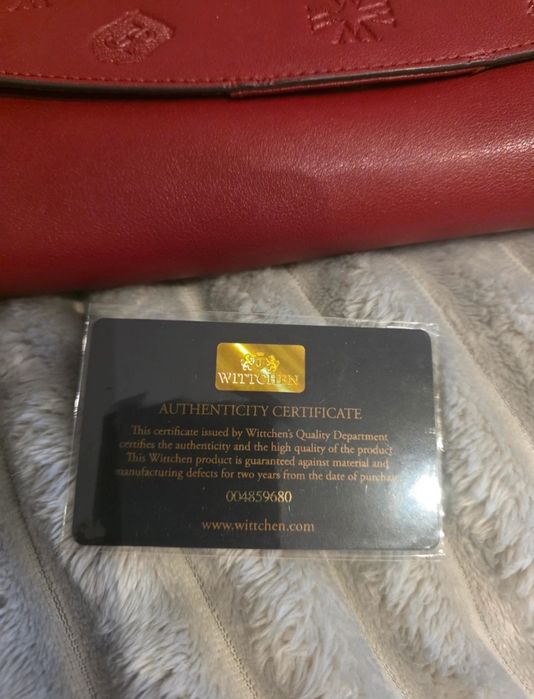 WITTCHEN
AUTHENTICITY CERTIFICATE
This certificate issued by Wittchen's Quality Department
certifies the authenticity and the high quality of the product.
This Wittchen product is guaranteed against material and
manufacturing defects for two years from the date of purchase
004859680
www.wittchen.com